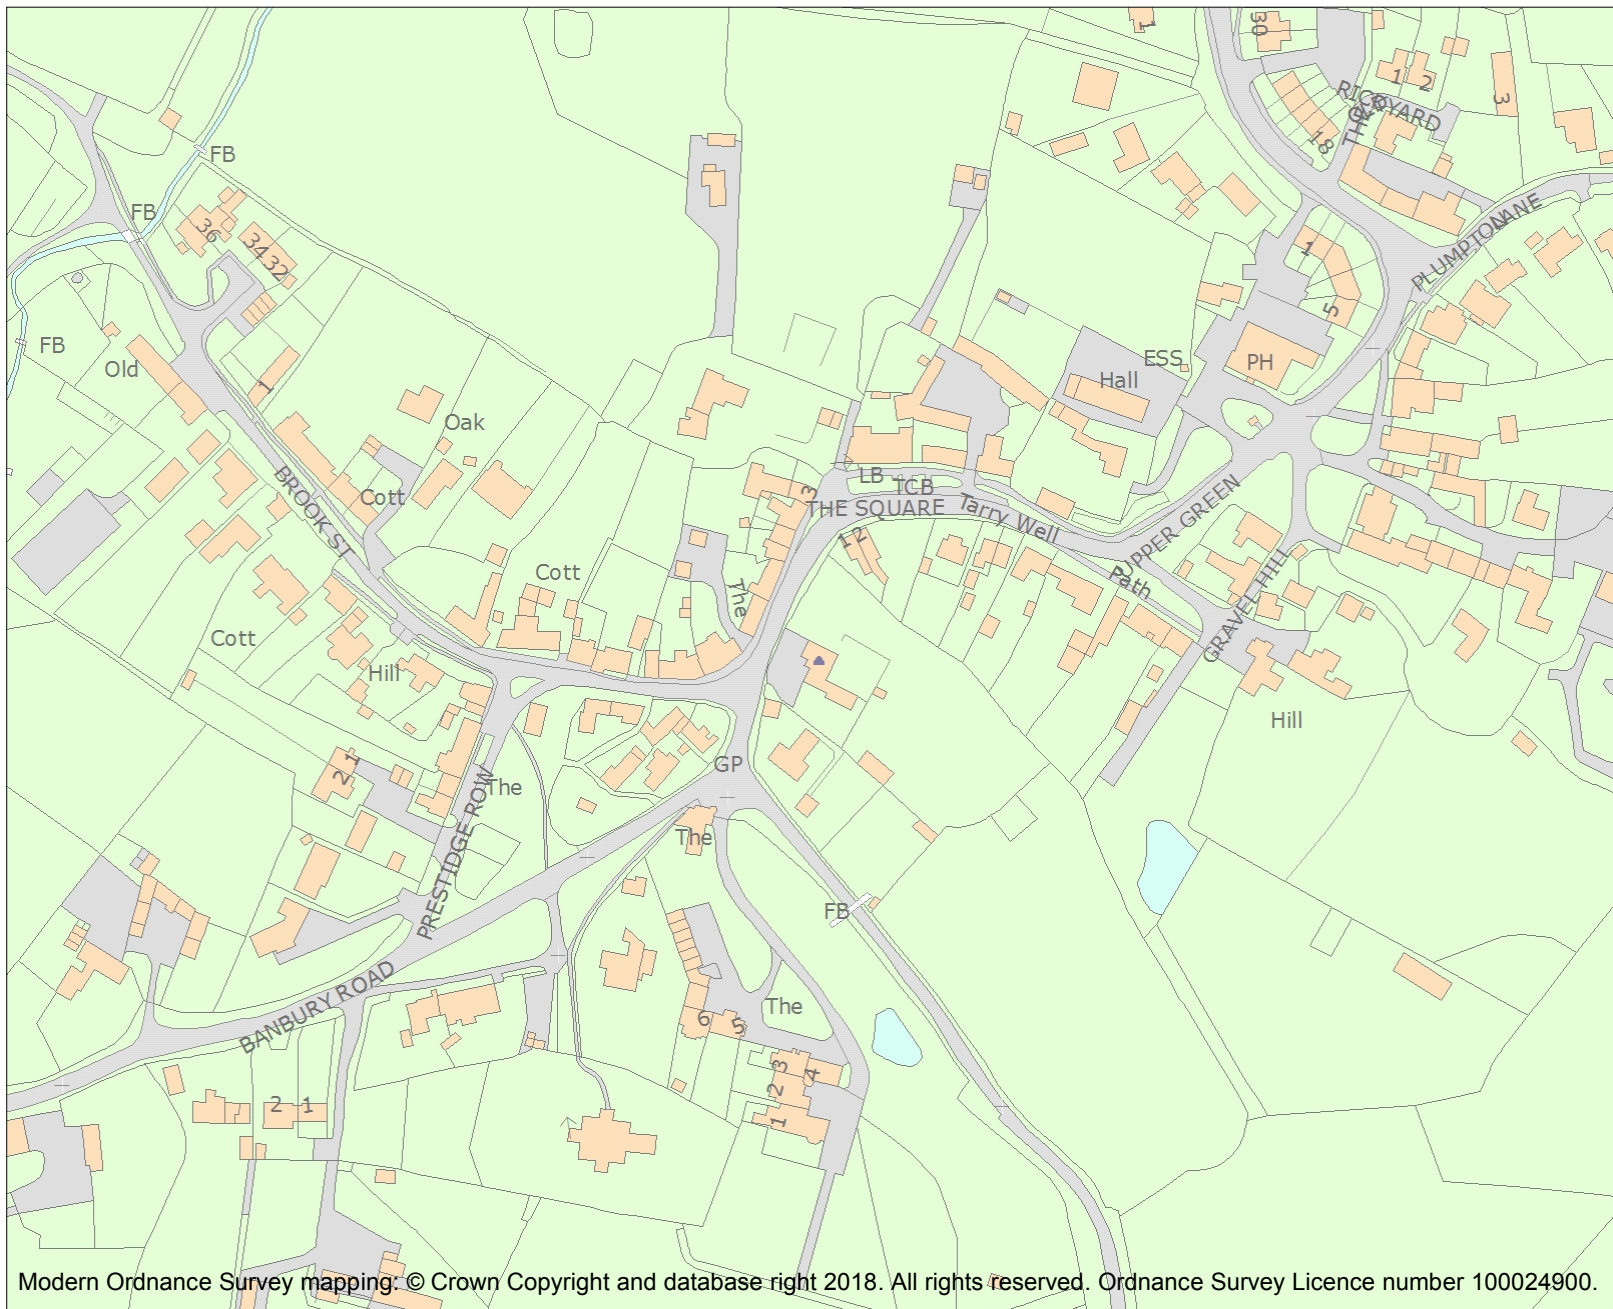 1
30
1
2
3
RICKYARD
THE
18
FB
FB
36
34
32
PLUMPTON LANE
1
5
FB
Old
1
ESS
Hall
PH
Oak
BROOK ST
Cott
LB
TCB
3
THE SQUARE
Tarry Well
Path
UPPER GREEN
1 2
Cott
The
GRAVEL HILL
Cott
Hill
Hill
2 1
GP
The
PRESTIDGE ROW
The
FB
BANBURY ROAD
The
6
5
3
2
4
1
2
1
Modern Ordnance Survey mapping: © Crown Copyright and database right 2018. All rights reserved. Ordnance Survey Licence number 100024900.